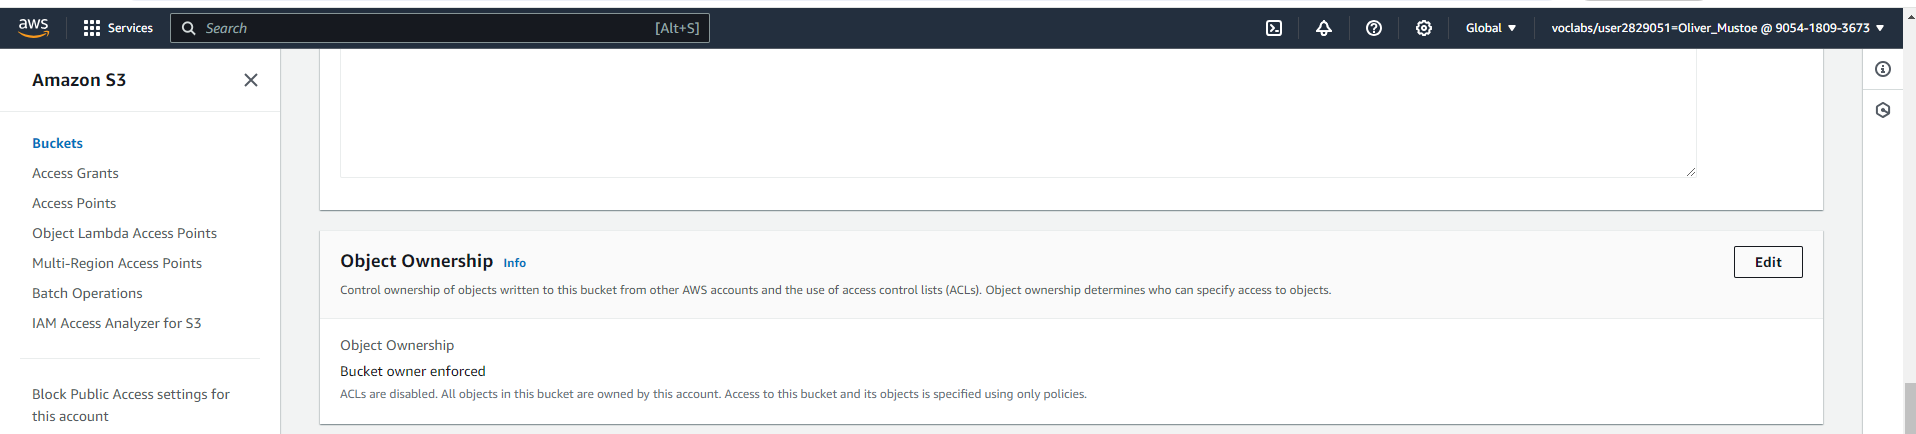 aws Services Search [Alt+S] Global voclabs/user2829051=Oliver_Mustoe @ 9054-1809-3673
Amazon S3
Buckets
Access Grants
Access Points
Object Lambda Access Points
Multi-Region Access Points
Batch Operations
IAM Access Analyzer for S3
Block Public Access settings for
this account
Object Ownership Info
Edit
Control ownership of objects written to this bucket from other AWS accounts and the use of access control lists (ACLs). Object ownership determines who can specify access to objects.
Object Ownership
Bucket owner enforced
ACLs are disabled. All objects in this bucket are owned by this account. Access to this bucket and its objects is specified using only policies.